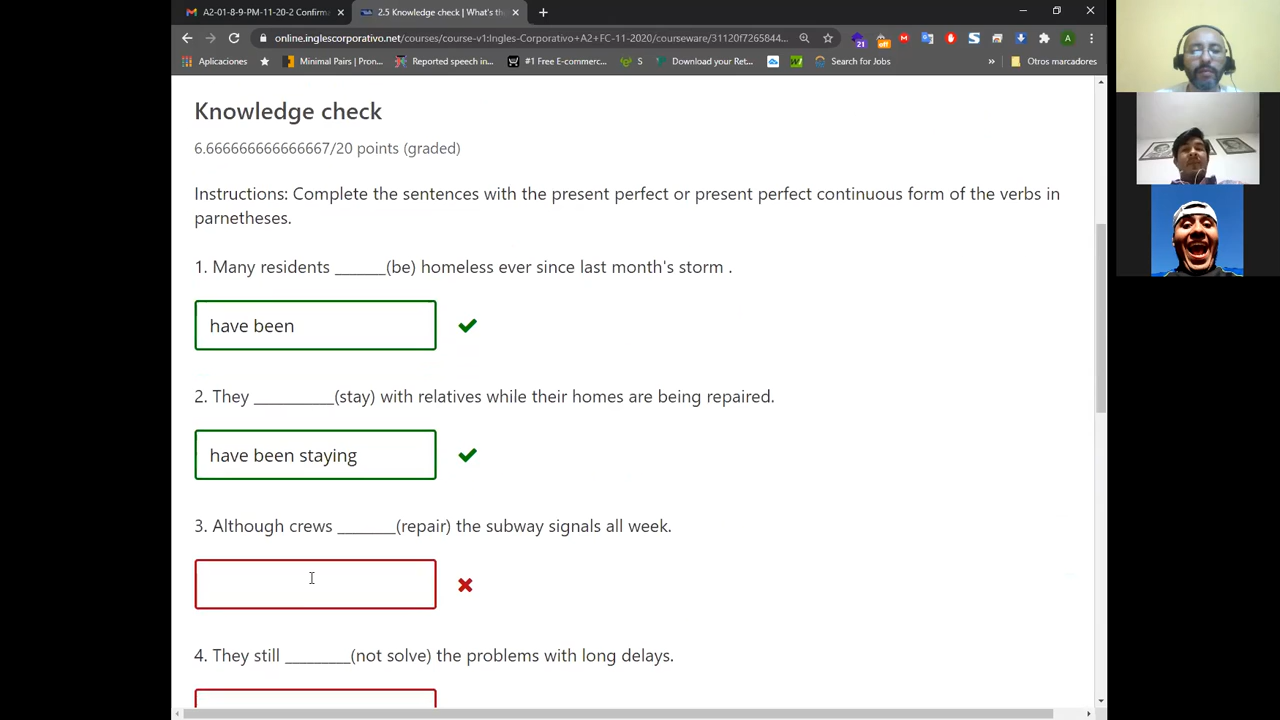 A2-01-8-9-PM-11-20-2 Confirma
2.5 Knowledge check | What's the
online.inglescorporativo.net/courses/course-v1:Ingles-Corporativo+A2+FC-11-2020/courseware/31120f7265844...
21
off
A
Aplicaciones
Minimal Pairs | Pron...
Reported speech in...
#1 Free E-commerc...
S
Download your Ret...
Search for Jobs
»
Otros marcadores
Knowledge check
6.666666666666667/20 points (graded)
Instructions: Complete the sentences with the present perfect or present perfect continuous form of the verbs in
parnetheses.
1. Many residents ______(be) homeless ever since last month's storm .
have been
2. They __________(stay) with relatives while their homes are being repaired.
have been staying
3. Although crews _______(repair) the subway signals all week.
4. They still ________(not solve) the problems with long delays.